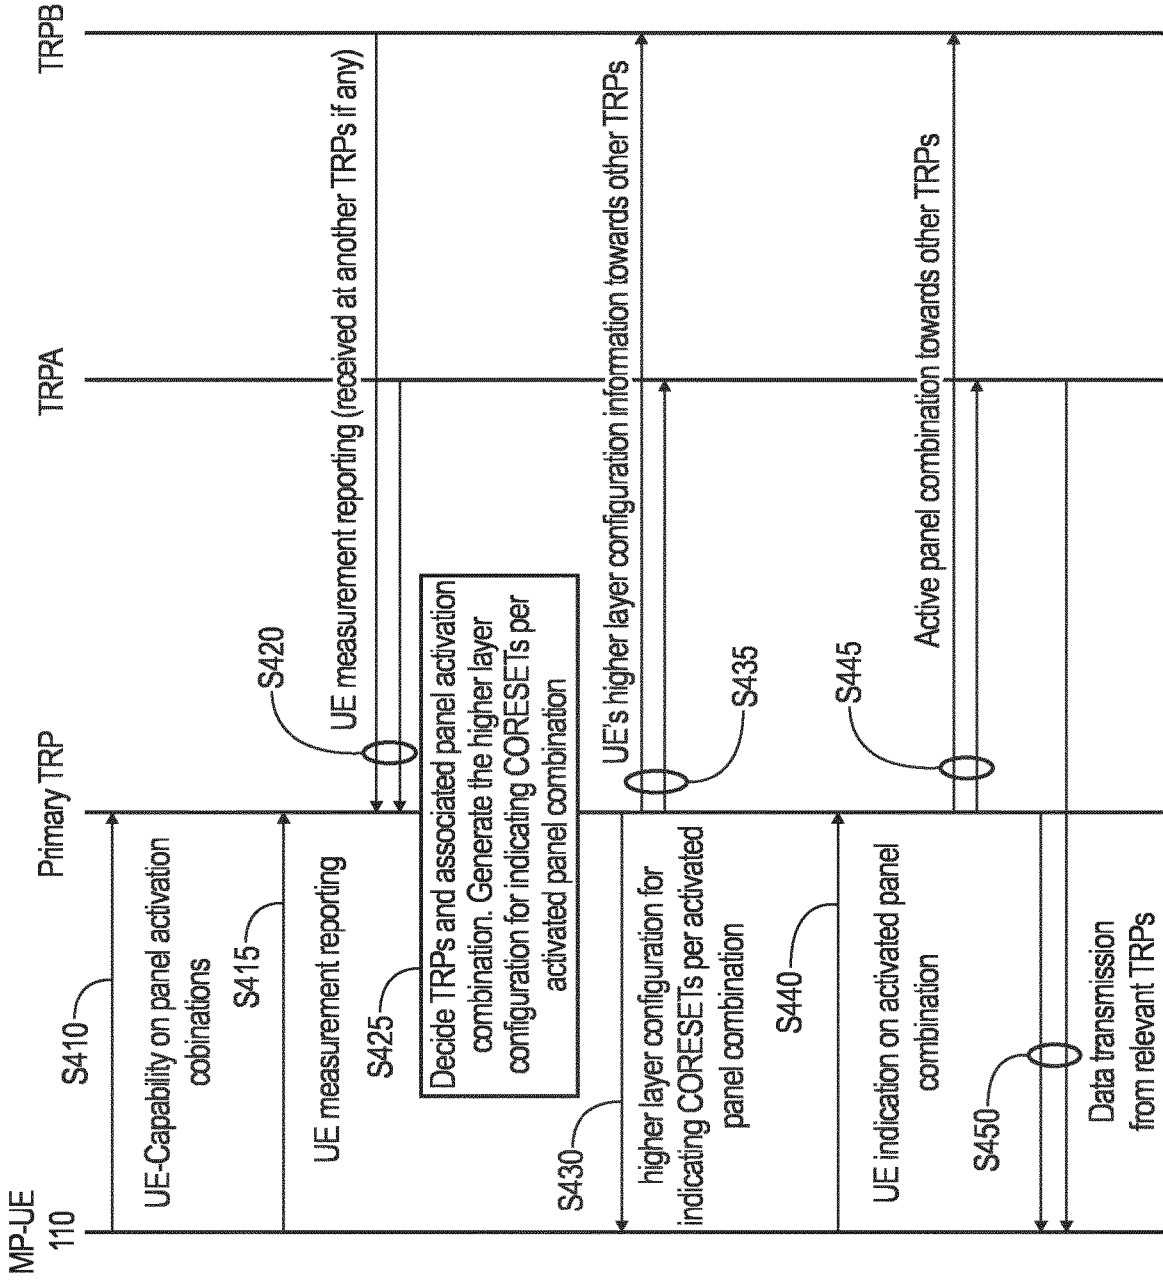 MP-UE
110
Primary TRP
TRPA
TRPB
S410
UE-Capability on panel activation
cobinations
S415
UE measurement reporting
S420
UE measurement reporting (received at another TRPs if any)
S425
Decide TRPs and associated panel activation
combination. Generate the higher layer
configuration for indicating CORESETs per
activated panel combination
S430
higher layer configuration for
indicating CORESETs per activated
panel combination
UE's higher layer configuration information towards other TRPs
S435
S440
UE indication on activated panel
combination
Active panel combination towards other TRPs
S445
S450
Data transmission
from relevant TRPs